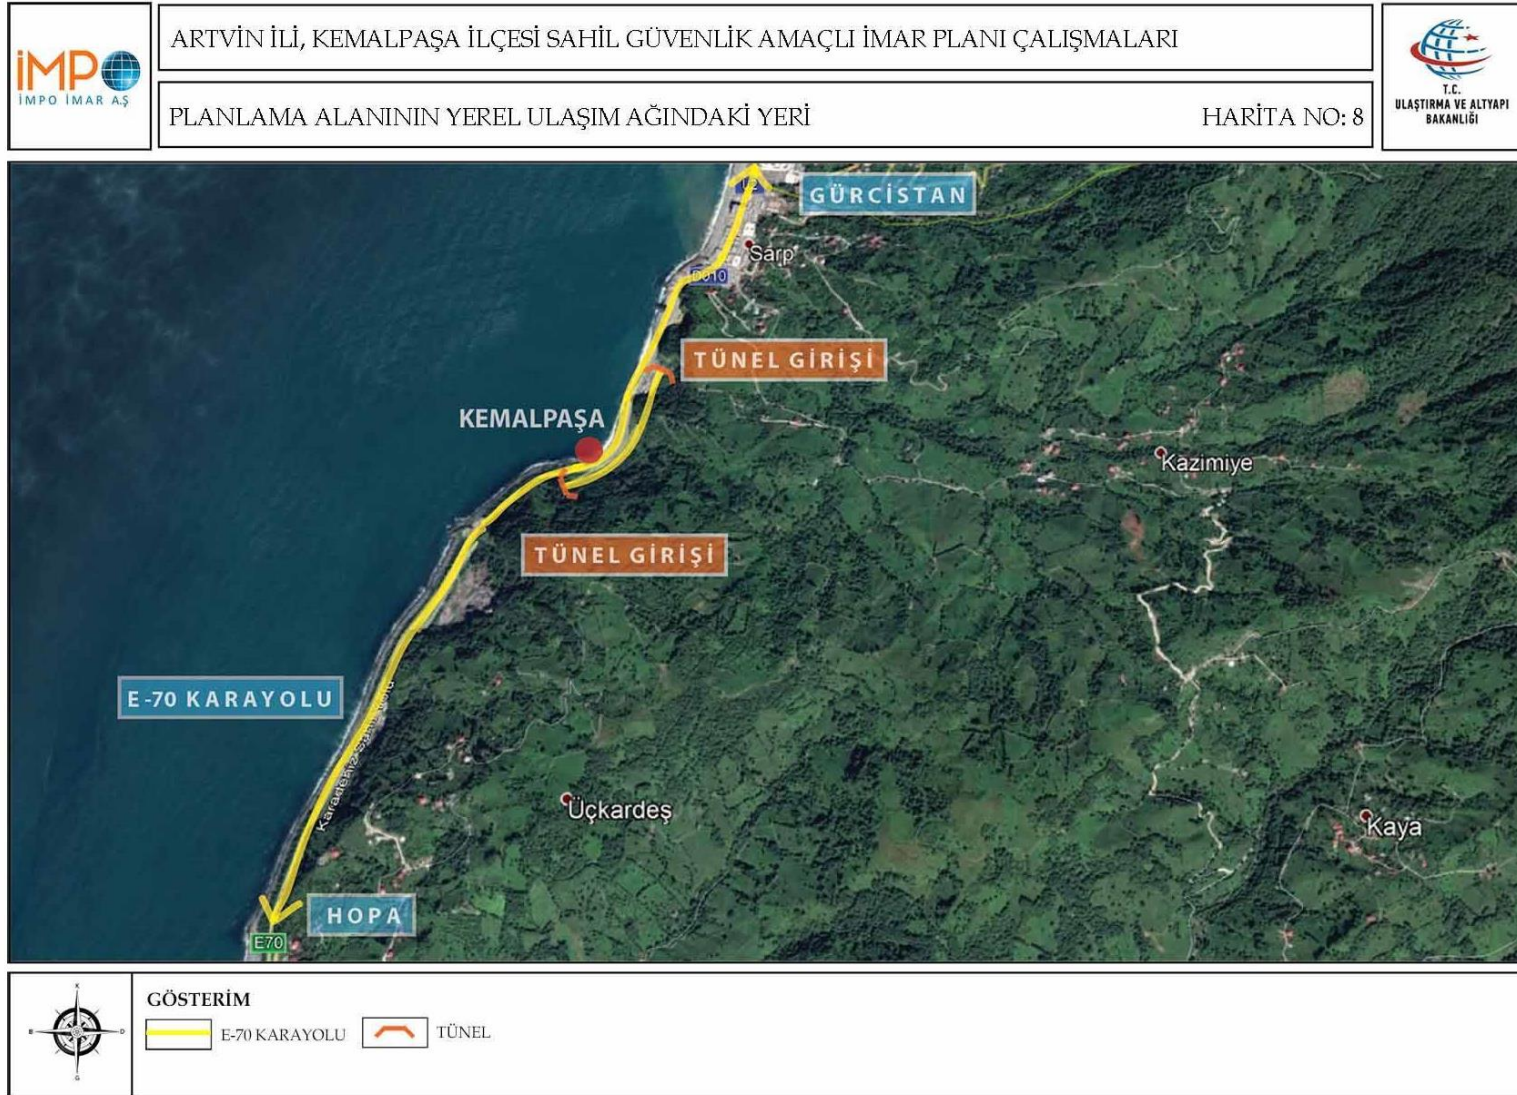 İMPO
İMPO İMAR A.Ş
ARTVİN İLİ, KEMALPAŞA İLÇESİ SAHİL GÜVENLİK AMAÇLI İMAR PLANI ÇALIŞMALARI
PLANLAMA ALANININ YEREL ULAŞIM AĞINDAKİ YERİ
HARİTA NO: 8
T.C.
ULAŞTIRMA VE ALTYAPI
BAKANLIĞI
GÜRCİSTAN
Sarp
D010
TÜNEL GİRİŞİ
KEMALPAŞA
Kazimiye
TÜNEL GİRİŞİ
E-70 KARAYOLU
Üçkardeş
Kaya
HOPA
E70
K
B
D
G
GÖSTERİM
E-70 KARAYOLU
TÜNEL